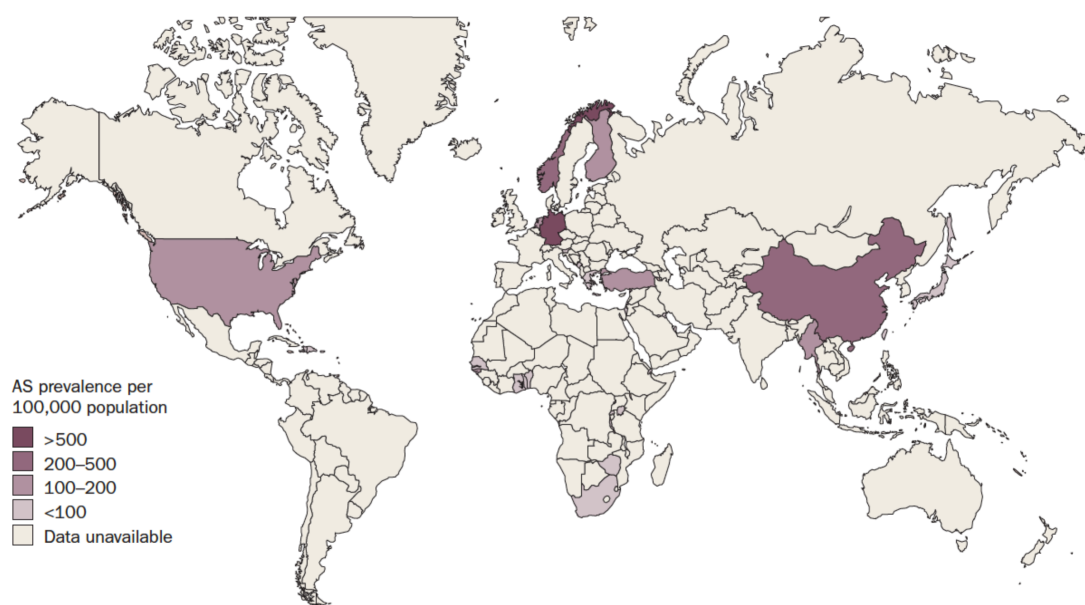 AS prevalence per
100,000 population
>500
200–500
100–200
<100
Data unavailable